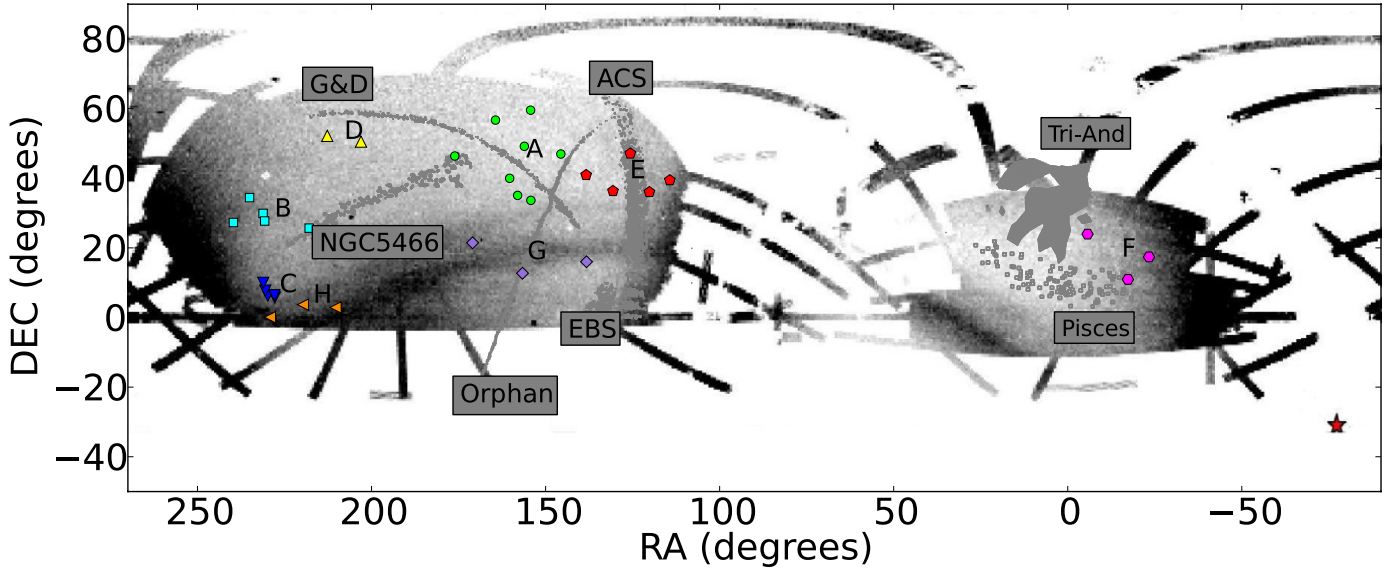 80
60
40
20
0
−20
−40
DEC (degrees)
G&D
ACS
Tri-And
D
A
E
B
NGC5466
G
F
C
H
EBS
Pisces
Orphan
250
200
150
100
50
0
−50
RA (degrees)